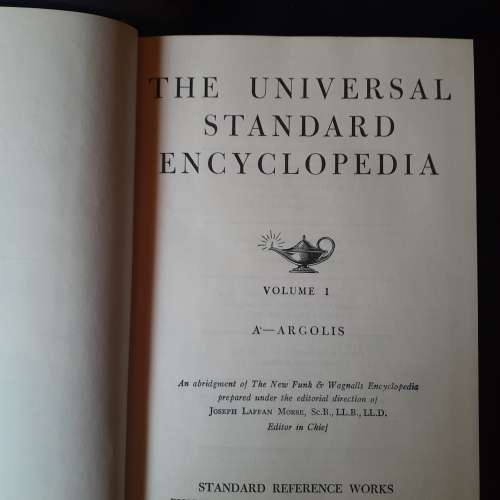 THE UNIVERSAL
STANDARD
ENCYCLOPEDIA
VOLUME 1
A—ARGOLIS
An abridgment of The New Funk & Wagnalls Encyclopedia
prepared under the editorial direction of
JOSEPH LAFFAN MORSE, SC.B., LL.B., LL.D.
Editor in Chief
STANDARD REFERENCE WORKS